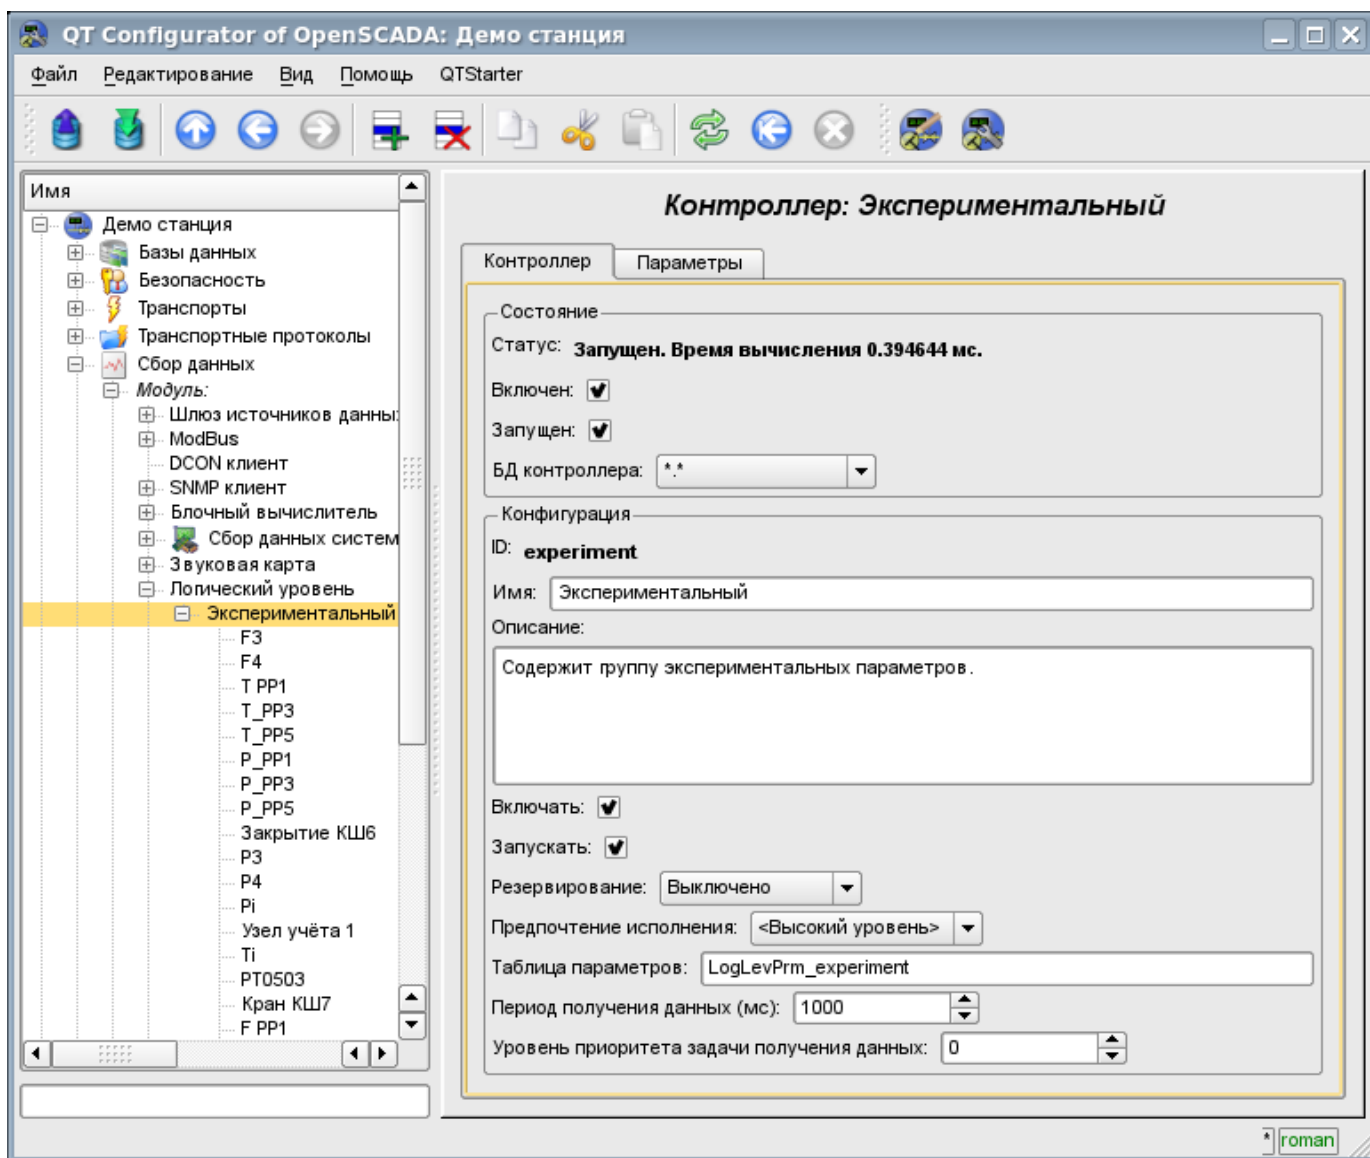 QT Configurator of OpenSCADA: Демо станция
Файл Редактирование Вид Помощь QTStarter
Имя
Демо станция
Базы данных
Безопасность
Транспорты
Транспортные протоколы
Сбор данных
Модуль:
Шлюз источников данны
ModBus
DCON клиент
SNMP клиент
Блочный вычислитель
Сбор данных систем
Звуковая карта
Логический уровень
Экспериментальный
F3
F4
T PP1
T_PP3
T_PP5
P_PP1
P_PP3
P_PP5
Закрытие КШ6
P3
P4
Pi
Узел учёта 1
Ti
PT0503
Кран КШ7
F PP1
Контроллер: Экспериментальный
Контроллер Параметры
Состояние
Статус: Запущен. Время вычисления 0.394644 мс.
Включен:
Запущен:
БД контроллера: *.*
Конфигурация
ID: experiment
Имя: Экспериментальный
Описание:
Содержит группу экспериментальных параметров.
Включать:
Запускать:
Резервирование: Выключено
Предпочтение исполнения: <Высокий уровень>
Таблица параметров: LogLevPrm_experiment
Период получения данных (мс): 1000
Уровень приоритета задачи получения данных: 0
* roman